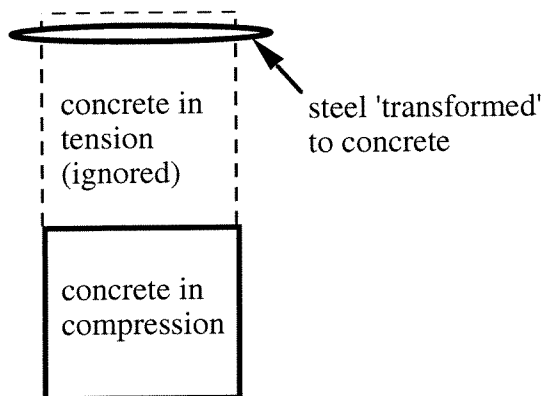 concrete in
tension
(ignored)
steel 'transformed'
to concrete
concrete in
compression